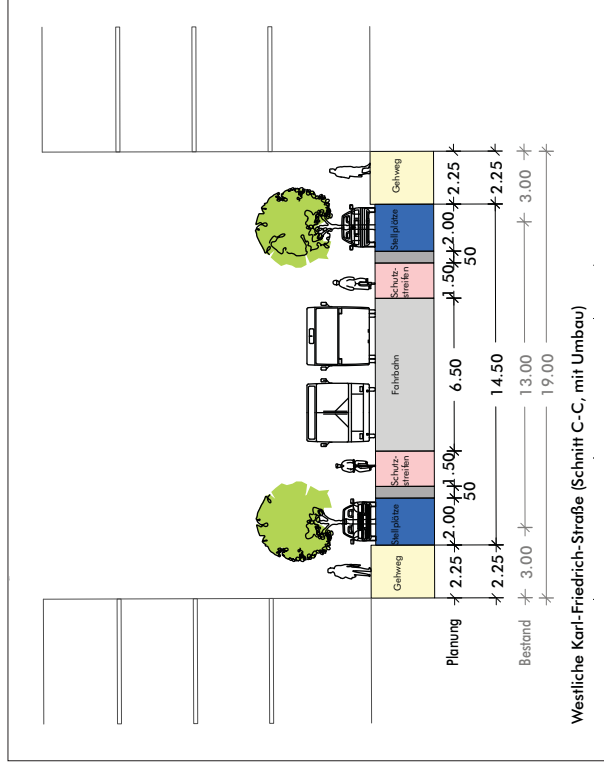 Gehweg
Stellplätze
Schutz-
streifen
Fahrbahn
Schutz-
streifen
Stellplätze
Gehweg
Planung
2.25 2.00 50 1.50 6.50 1.50 50 2.00 2.25
2.25 14.50 2.25
Bestand
3.00 13.00 3.00
19.00
Westliche Karl-Friedrich-Straße (Schnitt C-C, mit Umbau)